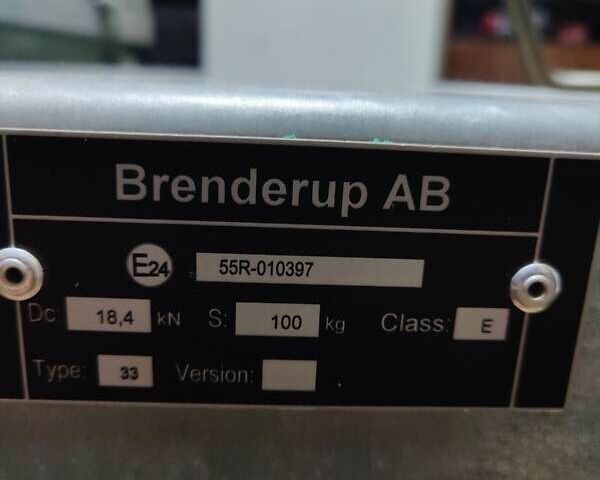 Brenderup AB
E24 55R-010397
Dc: 18,4 kN S: 100 kg Class: E
Type: 33 Version: